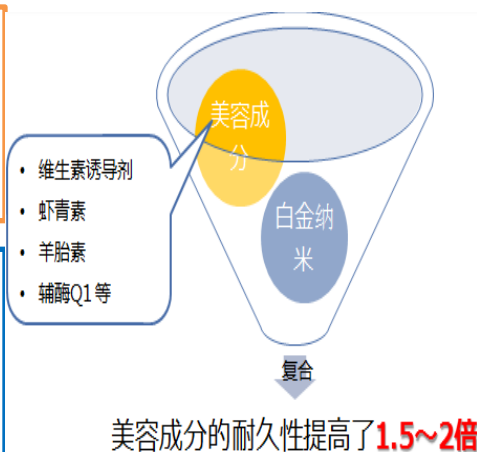 美容成
分
• 维生素诱导剂
• 虾青素
• 羊胎素
• 辅酶Q1 等
白金纳
米
复合
美容成分的耐久性提高了1.5～2倍